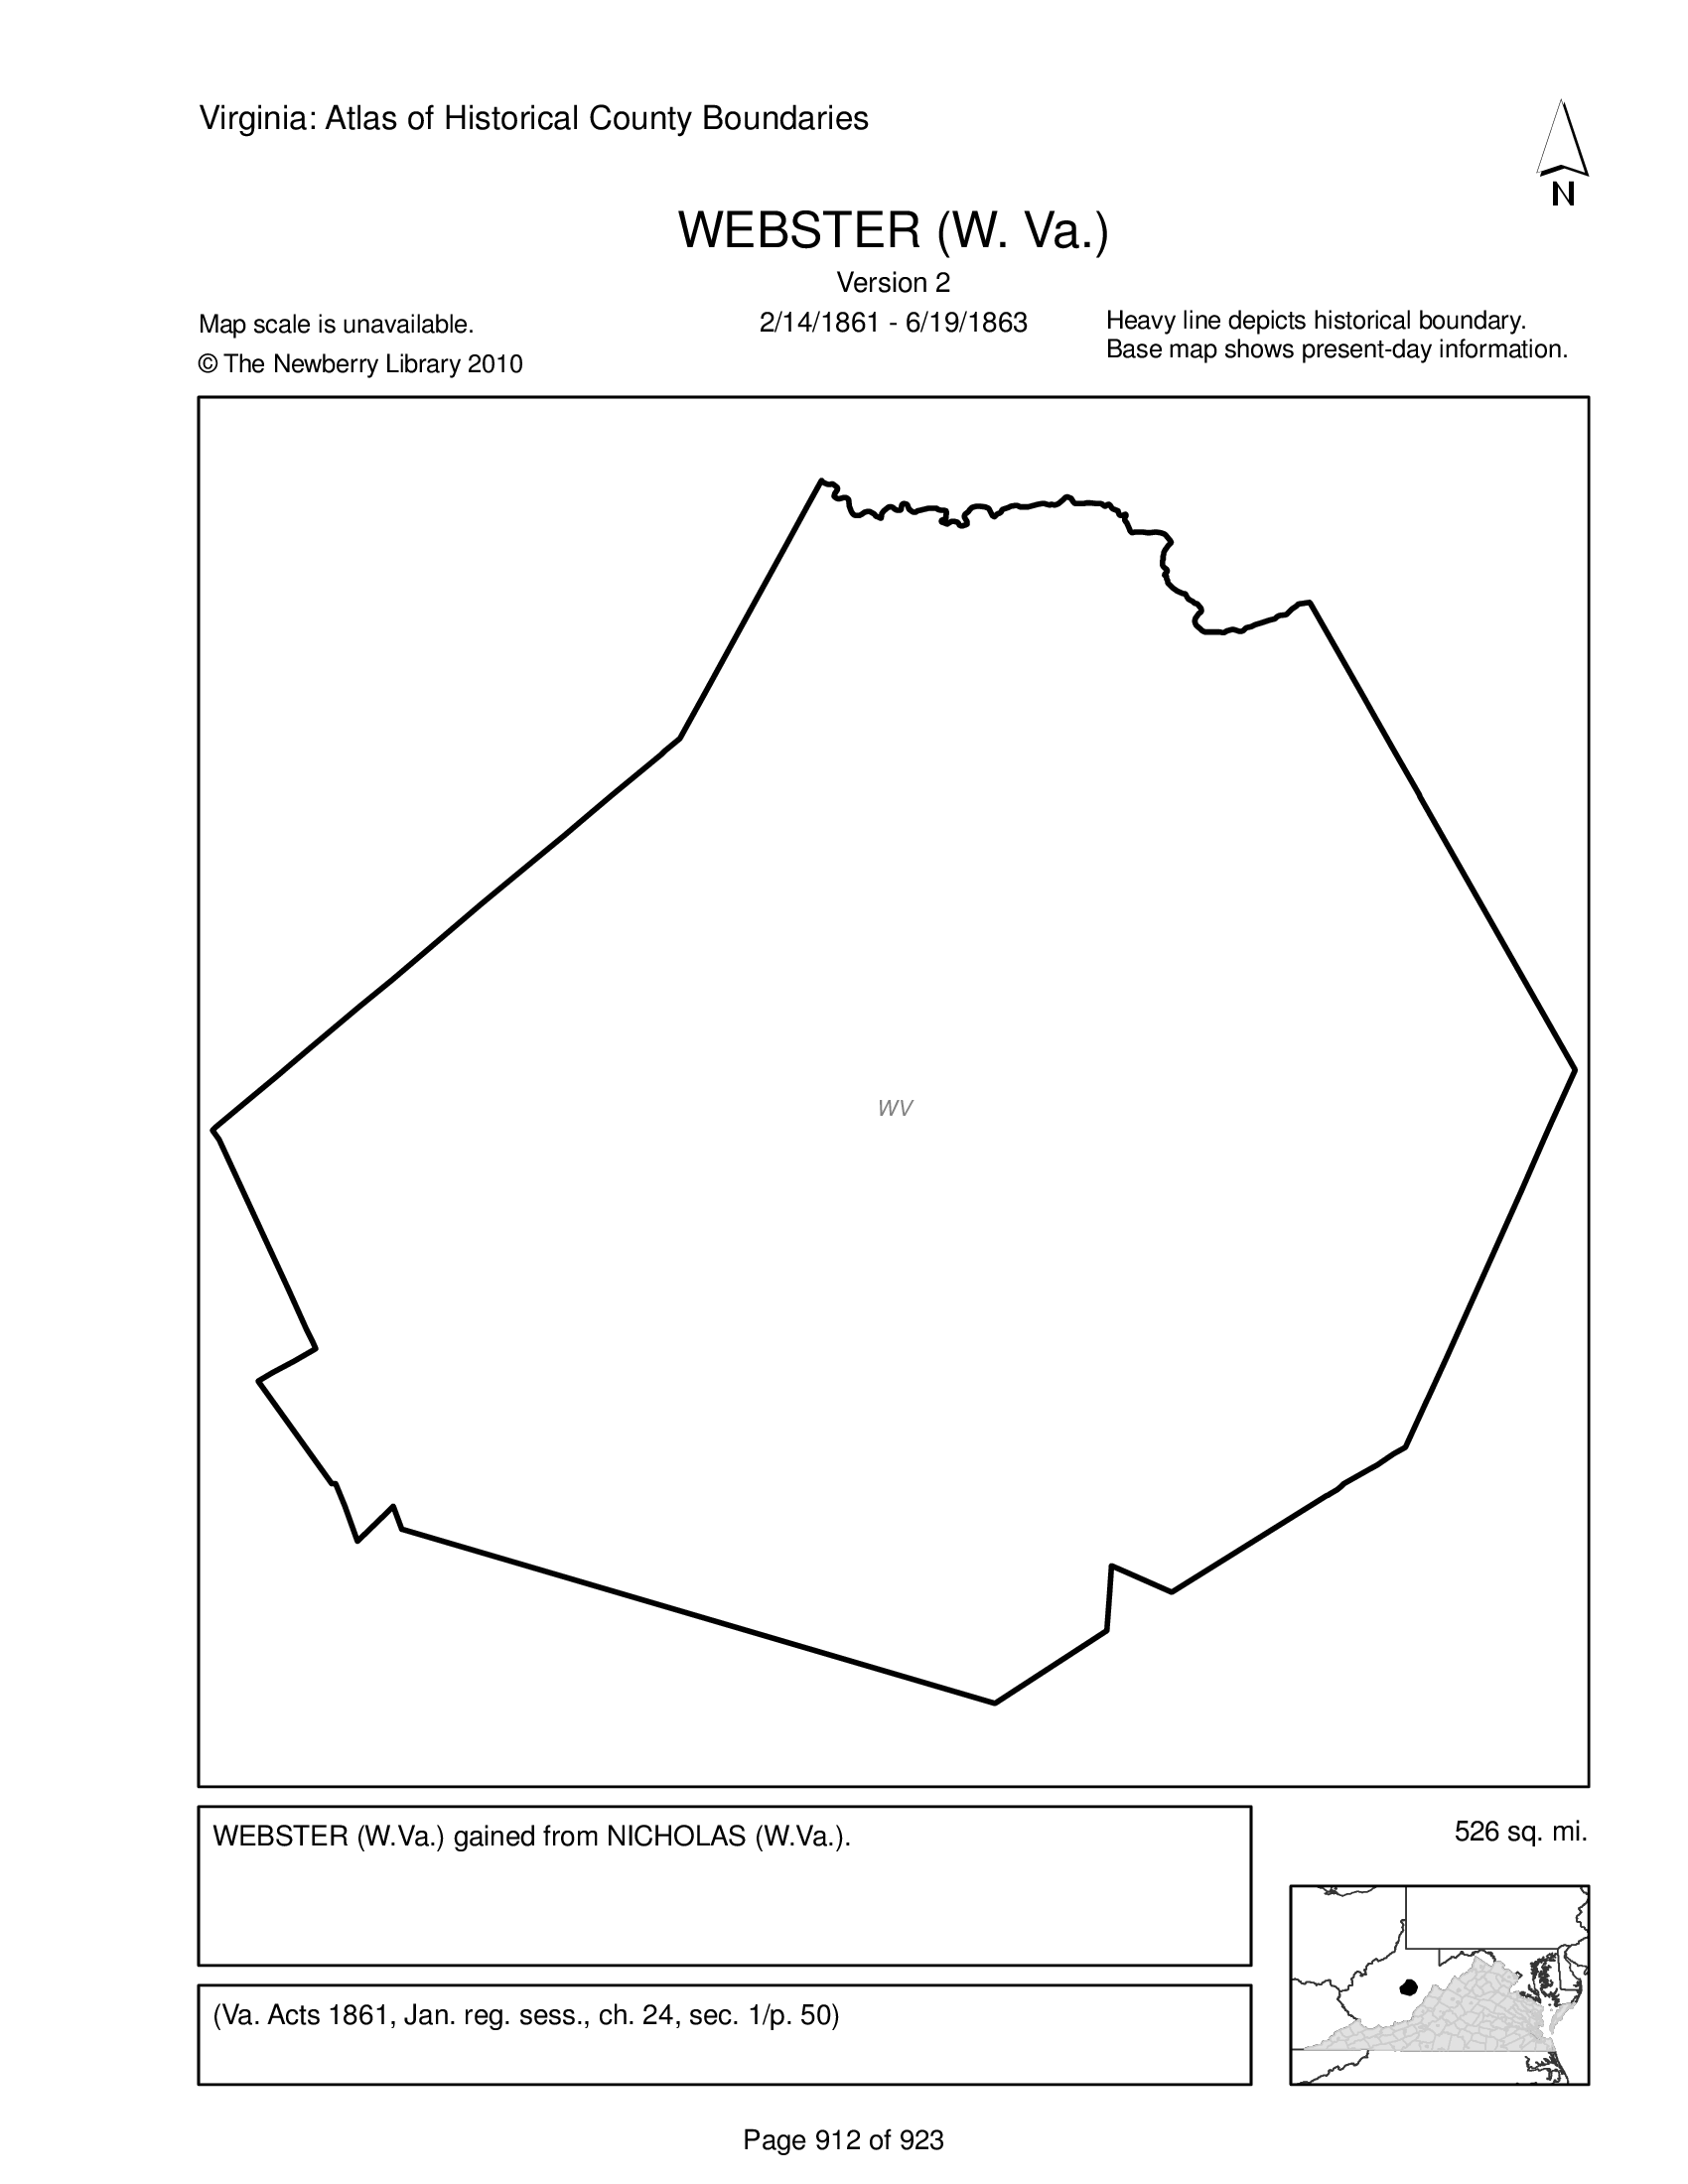 Virginia: Atlas of Historical County Boundaries
N
WEBSTER (W. Va.)
Version 2
Map scale is unavailable.
2/14/1861 - 6/19/1863
Heavy line depicts historical boundary.
Base map shows present-day information.
© The Newberry Library 2010
WV
WEBSTER (W.Va.) gained from NICHOLAS (W.Va.).
526 sq. mi.
(Va. Acts 1861, Jan. reg. sess., ch. 24, sec. 1/p. 50)
Page 912 of 923